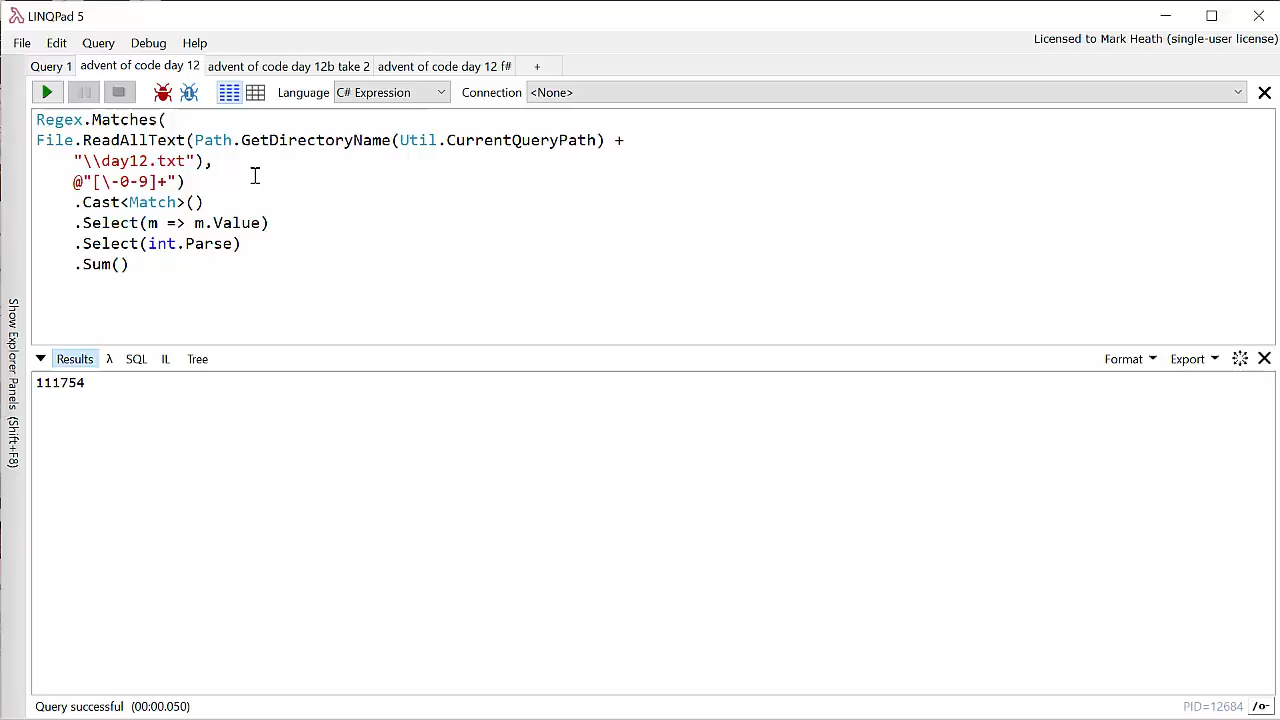 LINQPad 5
File Edit Query Debug Help
Licensed to Mark Heath (single-user license)
Query 1 advent of code day 12 advent of code day 12b take 2 advent of code day 12 f# +
Language C# Expression Connection <None>
Regex.Matches(
File.ReadAllText(Path.GetDirectoryName(Util.CurrentQueryPath) +
"\\day12.txt"),
@"[\-0-9]+")
.Cast<Match>()
.Select(m => m.Value)
.Select(int.Parse)
.Sum()
Show Explorer Panels (Shift+F8)
Results λ SQL IL Tree Format Export
111754
Query successful (00:00.050) PID=12684 /o-